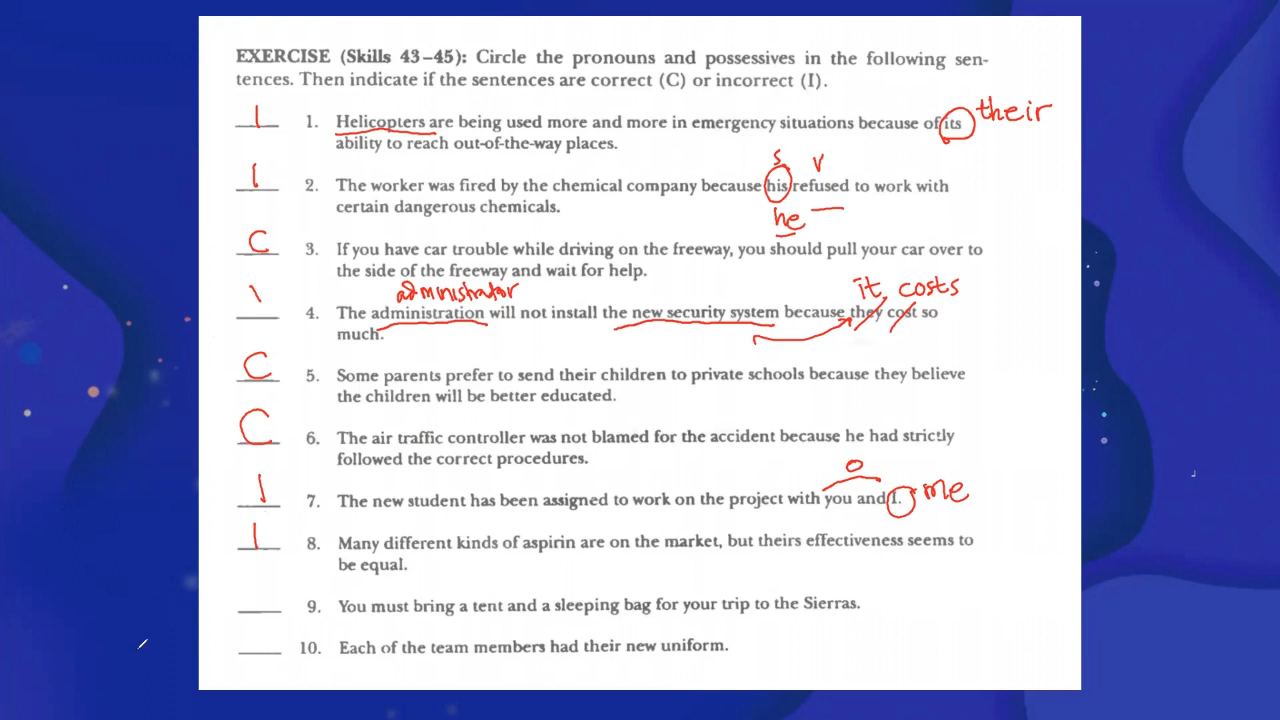 EXERCISE (Skills 43–45): Circle the pronouns and possessives in the following sen-
tences. Then indicate if the sentences are correct (C) or incorrect (I).
I 1. Helicopters are being used more and more in emergency situations because of its their
ability to reach out-of-the-way places.
S V
I 2. The worker was fired by the chemical company because his refused to work with
certain dangerous chemicals.
he
C 3. If you have car trouble while driving on the freeway, you should pull your car over to
the side of the freeway and wait for help.
administrator it costs
I 4. The administration will not install the new security system because they cost so
much.
C 5. Some parents prefer to send their children to private schools because they believe
the children will be better educated.
C 6. The air traffic controller was not blamed for the accident because he had strictly
followed the correct procedures.
O
I 7. The new student has been assigned to work on the project with you and I. me
I 8. Many different kinds of aspirin are on the market, but theirs effectiveness seems to
be equal.
9. You must bring a tent and a sleeping bag for your trip to the Sierras.
10. Each of the team members had their new uniform.